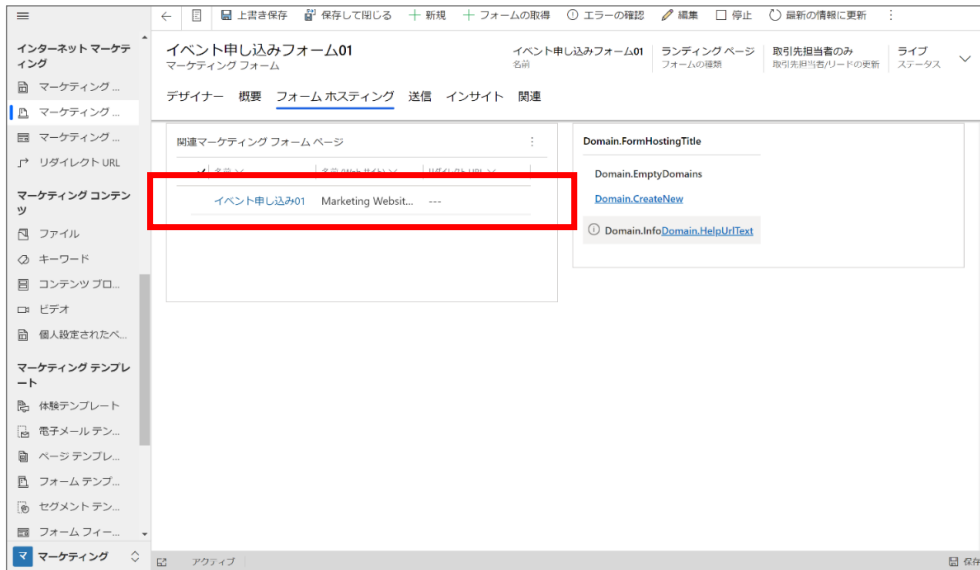 上書き保存 保存して閉じる 新規 フォームの取得 エラーの確認 編集 停止 最新の情報に更新
インターネット マーケテ
ィング
マーケティング ...
マーケティング ...
マーケティング ...
リダイレクト URL
マーケティング コンテン
ツ
ファイル
キーワード
コンテンツ ブロ...
ビデオ
個人設定されたペ...
マーケティング テンプレ
ート
体験テンプレート
電子メール テン...
ページ テンプレ...
フォーム テンプ...
セグメント テン...
フォーム フィー...
マ マーケティング
イベント申し込みフォーム01
マーケティング フォーム
イベント申し込みフォーム01
名前
ランディング ページ
フォームの種類
取引先担当者のみ
取引先担当者/リードの更新
ライブ
ステータス
デザイナー 概要 フォーム ホスティング 送信 インサイト 関連
関連マーケティング フォーム ページ
イベント申し込み01 Marketing Websit... ---
Domain.FormHostingTitle
Domain.EmptyDomains
Domain.CreateNew
Domain.InfoDomain.HelpUrlText
アクティブ
保存